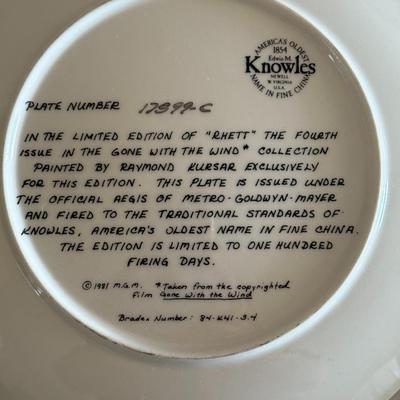 AMERICA'S OLDEST
1854
Edwin M.
Knowles
NEWELL
W. VIRGINIA
U.S.A.
NAME IN FINE CHINA
PLATE NUMBER 17599-C
IN THE LIMITED EDITION OF "RHETT" THE FOURTH
ISSUE IN THE GONE WITH THE WIND* COLLECTION
PAINTED BY RAYMOND KURSAR EXCLUSIVELY
FOR THIS EDITION. THIS PLATE IS ISSUED UNDER
THE OFFICIAL AEGIS OF METRO-GOLDWYN-MAYER
AND FIRED TO THE TRADITIONAL STANDARDS OF
KNOWLES, AMERICA'S OLDEST NAME IN FINE CHINA.
THE EDITION IS LIMITED TO ONE HUNDRED
FIRING DAYS.
© 1981 M.G.M. *Taken from the copyrighted
Film Gone With the Wind
Bradex Number: 84-K41-3.4